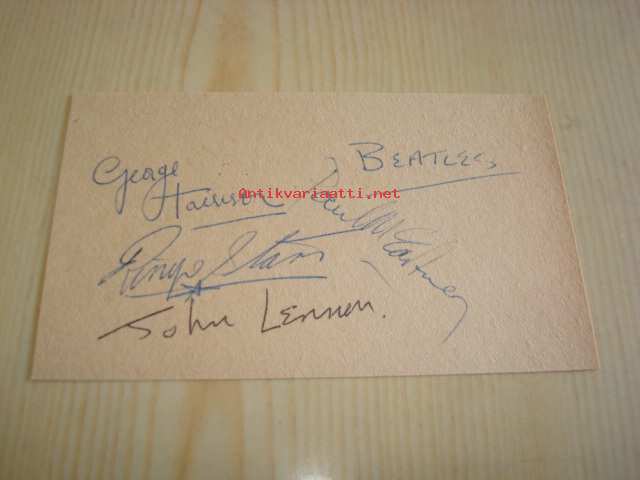 George Harrison
BEATLES
Paul McCartney
Antikvariaatti.net
Ringo Starr
John Lennon.